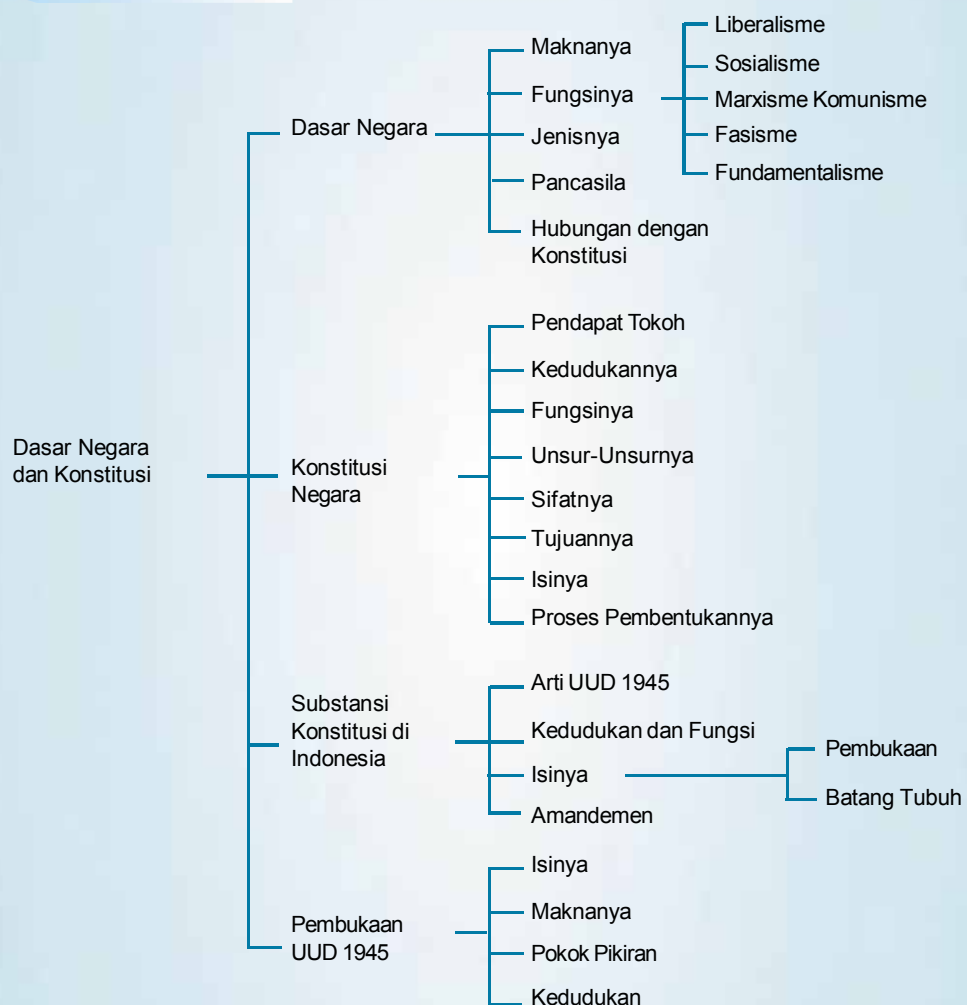 Dasar Negara
dan Konstitusi
Dasar Negara
Maknanya
Fungsinya
Jenisnya
Pancasila
Hubungan dengan
Konstitusi
Liberalisme
Sosialisme
Marxisme Komunisme
Fasisme
Fundamentalisme
Konstitusi
Negara
Pendapat Tokoh
Kedudukannya
Fungsinya
Unsur-Unsurnya
Sifatnya
Tujuannya
Isinya
Proses Pembentukannya
Substansi
Konstitusi di
Indonesia
Arti UUD 1945
Kedudukan dan Fungsi
Isinya
Amandemen
Pembukaan
Batang Tubuh
Pembukaan
UUD 1945
Isinya
Maknanya
Pokok Pikiran
Kedudukan